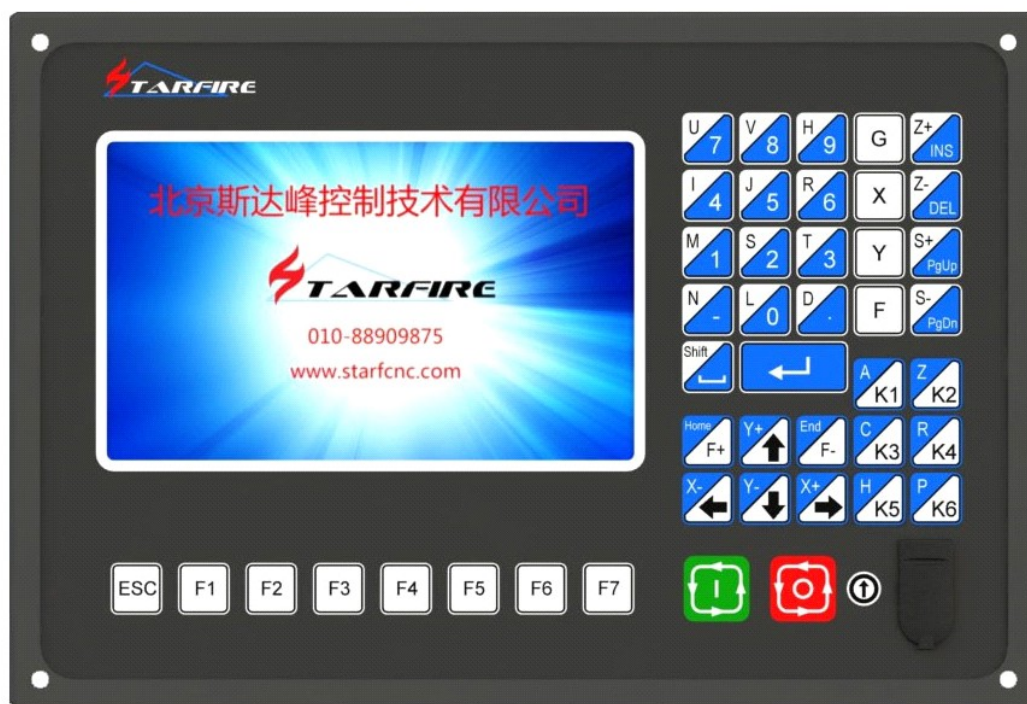 STARFIRE
北京斯达峰控制技术有限公司
STARFIRE
010-88909875
www.starfcnc.com
U 7 V 8 H 9 G Z+ INS
I 4 J 5 R 6 X Z- DEL
M 1 S 2 T 3 Y S+ PgUp
N - L 0 D . F S- PgDn
Shift
A K1 Z K2
Home F+ Y+ End F- C K3 R K4
X- Y- X+ H K5 P K6
ESC F1 F2 F3 F4 F5 F6 F7